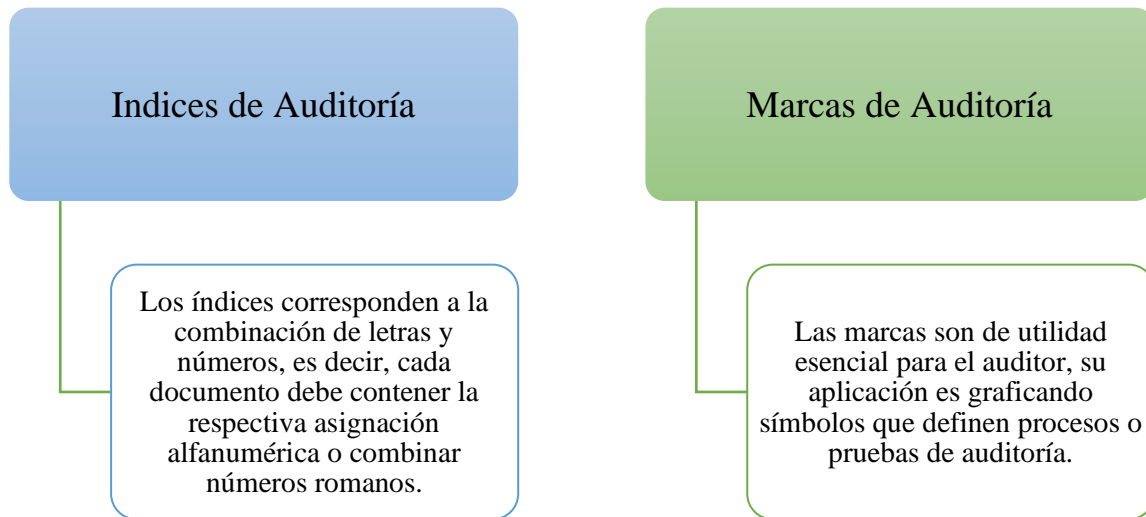 Indices de Auditoría
Los índices corresponden a la
combinación de letras y
números, es decir, cada
documento debe contener la
respectiva asignación
alfanumérica o combinar
números romanos.
Marcas de Auditoría
Las marcas son de utilidad
esencial para el auditor, su
aplicación es graficando
símbolos que definen procesos o
pruebas de auditoría.